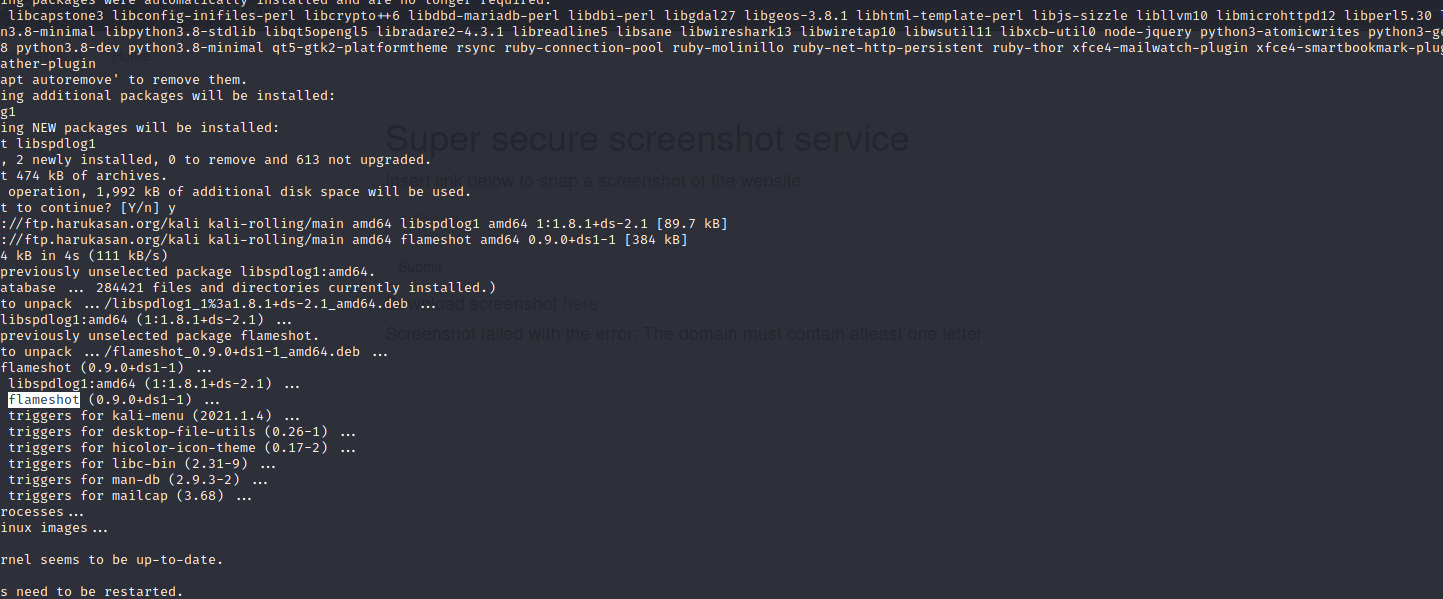 ing packages were automatically installed and are no longer required:
libcapstone3 libconfig-inifiles-perl libcrypto++6 libdbd-mariadb-perl libdbi-perl libgdal27 libgeos-3.8.1 libhtml-template-perl libjs-sizzle libllvm10 libmicrohttpd12 libperl5.30
n3.8-minimal libpython3.8-stdlib libqt5opengl5 libradare2-4.3.1 libreadline5 libsane libwireshark13 libwiretap10 libwsutil11 libxcb-util0 node-jquery python3-atomicwrites python3-ge
8 python3.8-dev python3.8-minimal qt5-gtk2-platformtheme rsync ruby-connection-pool ruby-molinillo ruby-net-http-persistent ruby-thor xfce4-mailwatch-plugin xfce4-smartbookmark-plug
ather-plugin
apt autoremove' to remove them.
ing additional packages will be installed:
g1
ing NEW packages will be installed:
t libspdlog1
, 2 newly installed, 0 to remove and 613 not upgraded.
t 474 kB of archives.
operation, 1,992 kB of additional disk space will be used.
t to continue? [Y/n] y
://ftp.harukasan.org/kali kali-rolling/main amd64 libspdlog1 amd64 1:1.8.1+ds-2.1 [89.7 kB]
://ftp.harukasan.org/kali kali-rolling/main amd64 flameshot amd64 0.9.0+ds1-1 [384 kB]
4 kB in 4s (111 kB/s)
previously unselected package libspdlog1:amd64.
atabase ... 284421 files and directories currently installed.)
to unpack .../libspdlog1_1%3a1.8.1+ds-2.1_amd64.deb ...
libspdlog1:amd64 (1:1.8.1+ds-2.1) ...
previously unselected package flameshot.
to unpack .../flameshot_0.9.0+ds1-1_amd64.deb ...
flameshot (0.9.0+ds1-1) ...
libspdlog1:amd64 (1:1.8.1+ds-2.1) ...
flameshot (0.9.0+ds1-1) ...
triggers for kali-menu (2021.1.4) ...
triggers for desktop-file-utils (0.26-1) ...
triggers for hicolor-icon-theme (0.17-2) ...
triggers for libc-bin (2.31-9) ...
triggers for man-db (2.9.3-2) ...
triggers for mailcap (3.68) ...
rocesses...
inux images...
rnel seems to be up-to-date.
s need to be restarted.
Super secure screenshot service
Insert link below to snap a screenshot of the website
Submit
Download screenshot here
Screenshot failed with the error: The domain must contain atleast one letter